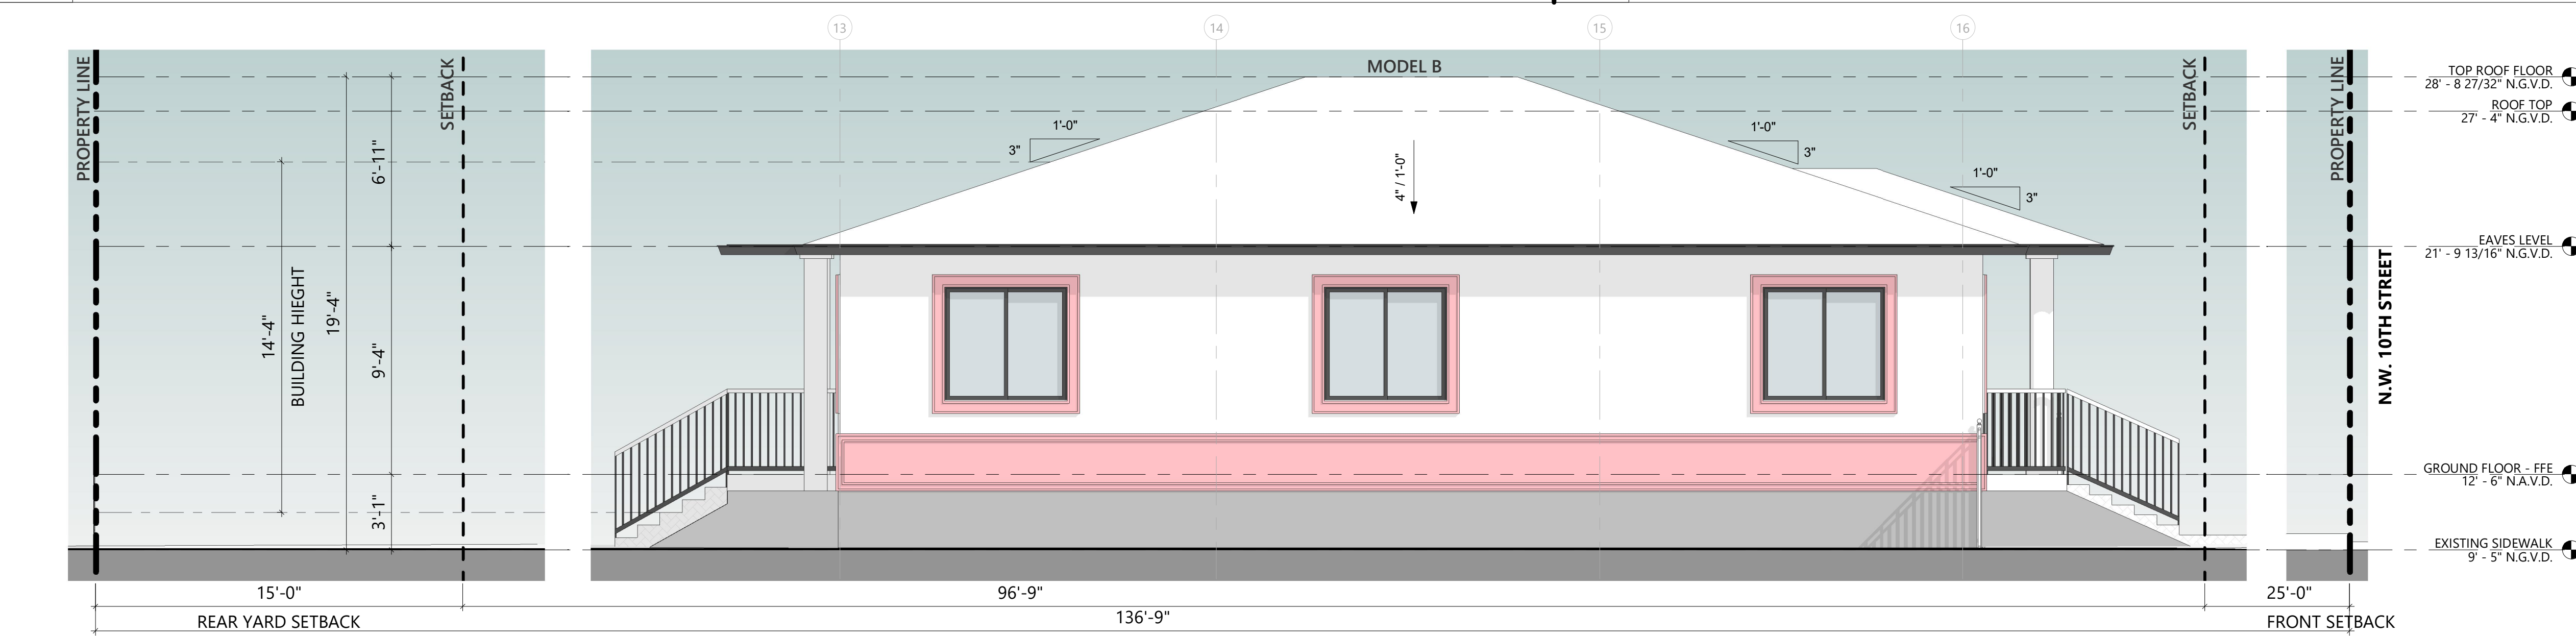 13
14
15
16
MODEL B
PROPERTY LINE
SETBACK
SETBACK
PROPERTY LINE
TOP ROOF FLOOR
28' - 8 27/32" N.G.V.D.
ROOF TOP
27' - 4" N.G.V.D.
1'-0"
3"
1'-0"
3"
1'-0"
3"
4" / 1'-0"
6'-11"
EAVES LEVEL
21' - 9 13/16" N.G.V.D.
14'-4"
BUILDING HIEGHT
19'-4"
9'-4"
N.W. 10TH STREET
GROUND FLOOR - FFE
12' - 6" N.A.V.D.
3'-1"
EXISTING SIDEWALK
9' - 5" N.G.V.D.
15'-0"
96'-9"
25'-0"
REAR YARD SETBACK
136'-9"
FRONT SETBACK